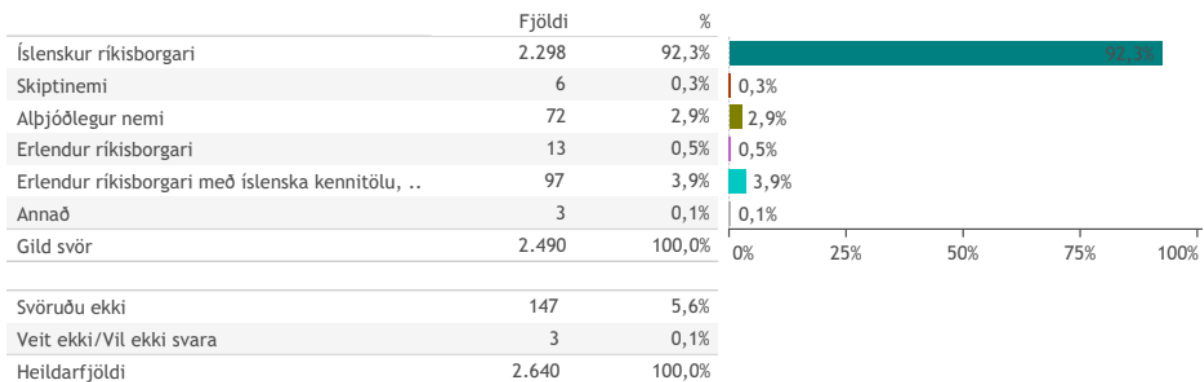 Fjöldi %
Íslenskur ríkisborgari 2.298 92,3% 92,3%
Skiptinemi 6 0,3% 0,3%
Alþjóðlegur nemi 72 2,9% 2,9%
Erlendur ríkisborgari 13 0,5% 0,5%
Erlendur ríkisborgari með íslenska kennitölu, .. 97 3,9% 3,9%
Annað 3 0,1% 0,1%
Gild svör 2.490 100,0%
0% 25% 50% 75% 100%
Svöruðu ekki 147 5,6%
Veit ekki/Vil ekki svara 3 0,1%
Heildarfjöldi 2.640 100,0%